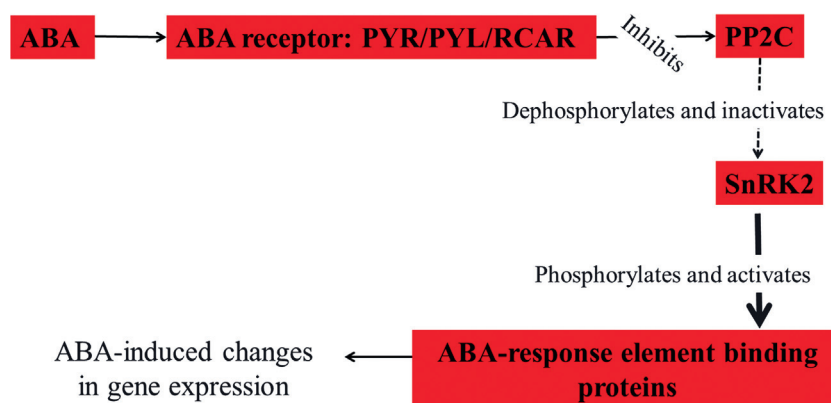 ABA
ABA receptor: PYR/PYL/RCAR
Inhibits
PP2C
Dephosphorylates and inactivates
SnRK2
Phosphorylates and activates
ABA-response element binding
proteins
ABA-induced changes
in gene expression